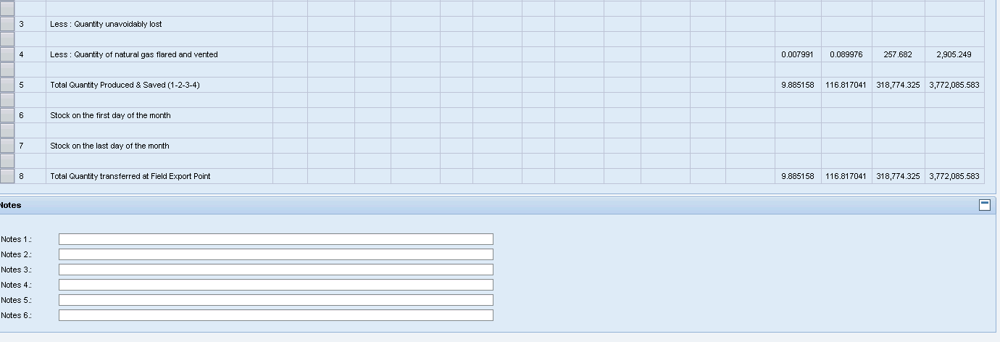 3 Less : Quantity unavoidably lost
4 Less : Quantity of natural gas flared and vented 0.007991 0.089976 257.682 2,905.249
5 Total Quantity Produced & Saved (1-2-3-4) 9.885158 116.817041 318,774.325 3,772,085.583
6 Stock on the first day of the month
7 Stock on the last day of the month
8 Total Quantity transferred at Field Export Point 9.885158 116.817041 318,774.325 3,772,085.583
Notes
Notes 1.:
Notes 2.:
Notes 3.:
Notes 4.:
Notes 5.:
Notes 6.: